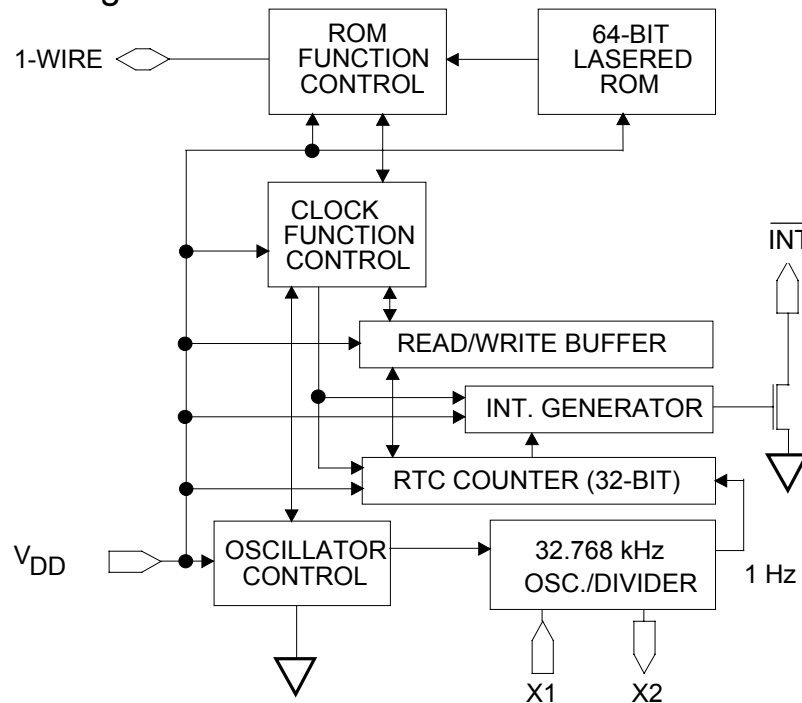 ROM
FUNCTION
CONTROL
64-BIT
LASERED
ROM
1-WIRE
CLOCK
FUNCTION
CONTROL
INT
READ/WRITE BUFFER
INT. GENERATOR
RTC COUNTER (32-BIT)
VDD
OSCILLATOR
CONTROL
32.768 kHz
OSC./DIVIDER
1 Hz
X1
X2